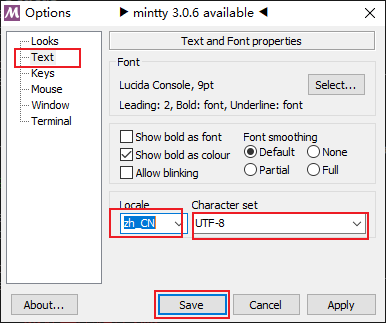 Options
▶ mintty 3.0.6 available ◀
Looks
Text
Keys
Mouse
Window
Terminal
Text and Font properties
Font
Lucida Console, 9pt
Select...
Leading: 2, Bold: font, Underline: font
Show bold as font
Show bold as colour
Allow blinking
Font smoothing
Default
None
Partial
Full
Locale
Character set
zh_CN
UTF-8
About...
Save
Cancel
Apply